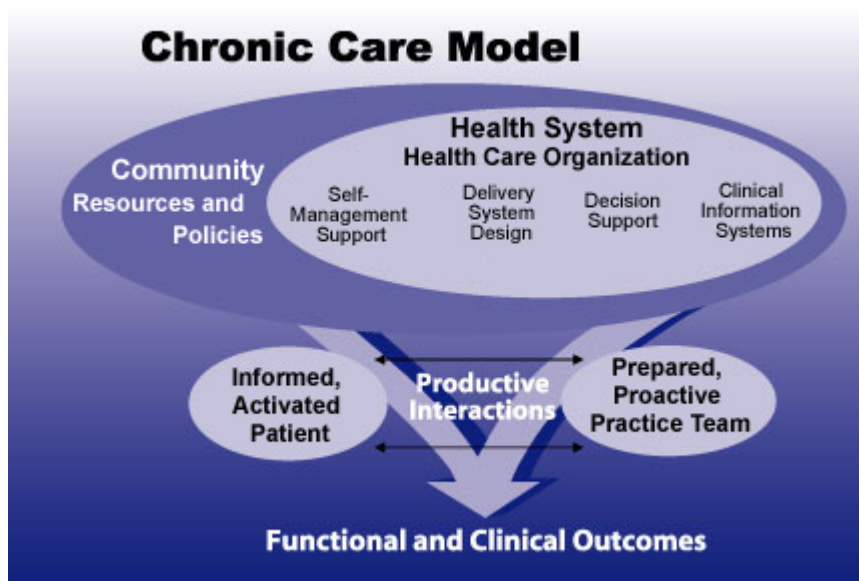 Chronic Care Model
Health System
Health Care Organization
Community
Resources and
Policies
Self-
Management
Support
Delivery
System
Design
Decision
Support
Clinical
Information
Systems
Informed,
Activated
Patient
Productive
Interactions
Prepared,
Proactive
Practice Team
Functional and Clinical Outcomes